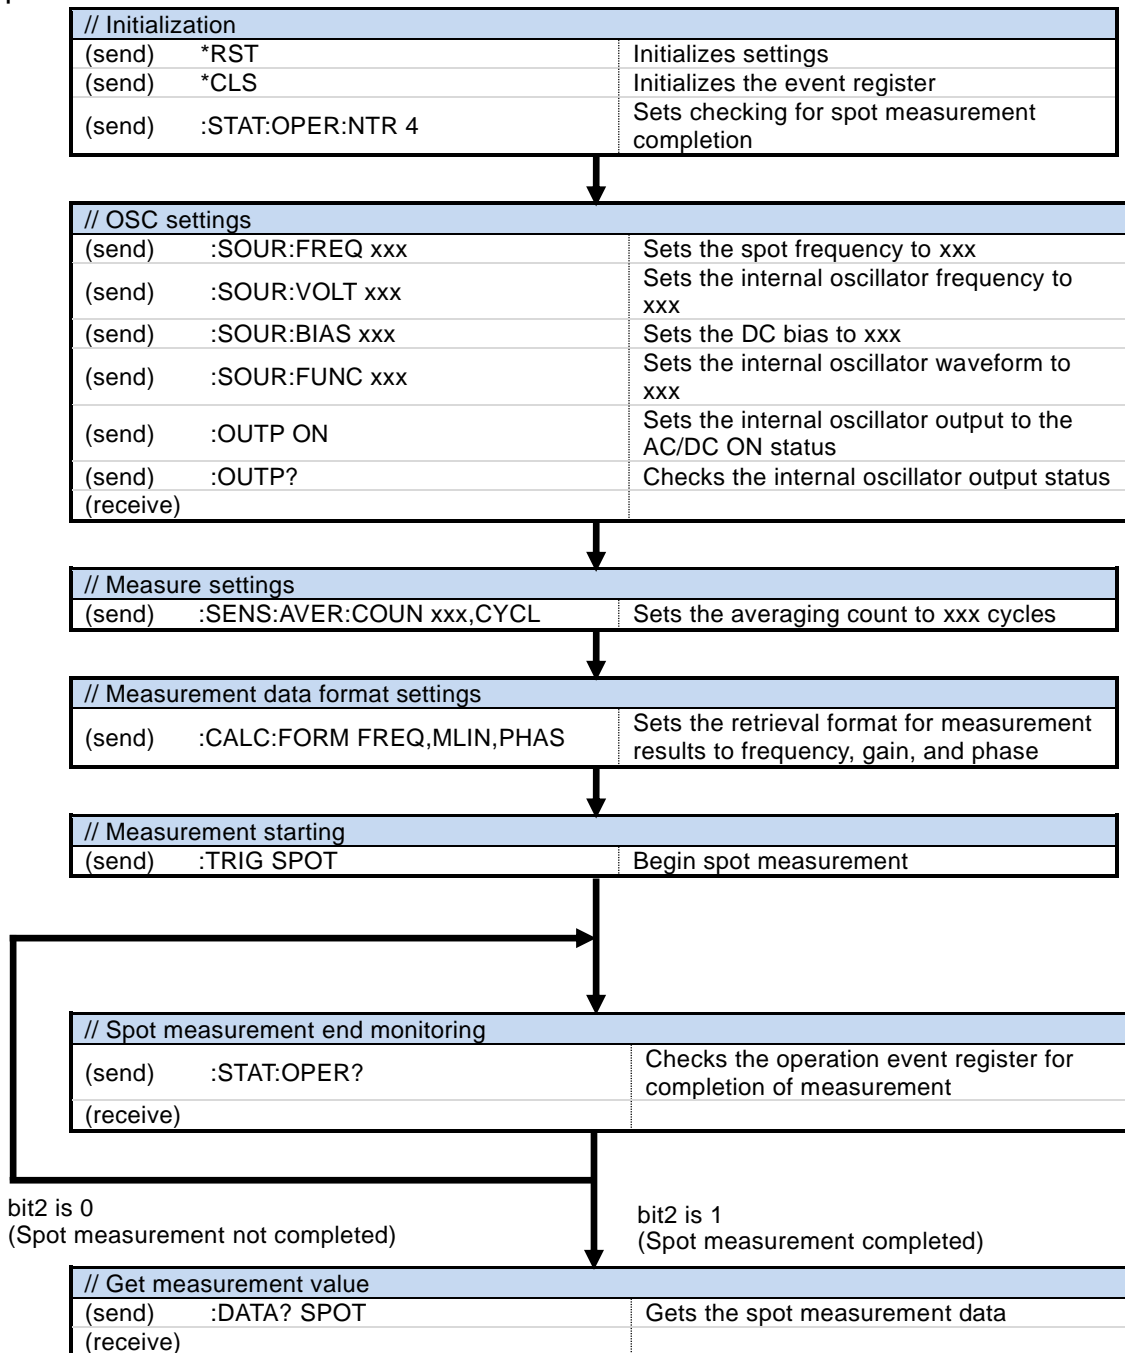 // Initialization
(send) *RST Initializes settings
(send) *CLS Initializes the event register
(send) :STAT:OPER:NTR 4 Sets checking for spot measurement
completion
// OSC settings
(send) :SOUR:FREQ xxx Sets the spot frequency to xxx
(send) :SOUR:VOLT xxx Sets the internal oscillator frequency to
xxx
(send) :SOUR:BIAS xxx Sets the DC bias to xxx
(send) :SOUR:FUNC xxx Sets the internal oscillator waveform to
xxx
(send) :OUTP ON Sets the internal oscillator output to the
AC/DC ON status
(send) :OUTP? Checks the internal oscillator output status
(receive)
// Measure settings
(send) :SENS:AVER:COUN xxx,CYCL Sets the averaging count to xxx cycles
// Measurement data format settings
(send) :CALC:FORM FREQ,MLIN,PHAS Sets the retrieval format for measurement
results to frequency, gain, and phase
// Measurement starting
(send) :TRIG SPOT Begin spot measurement
// Spot measurement end monitoring
(send) :STAT:OPER? Checks the operation event register for
completion of measurement
(receive)
bit2 is 0
(Spot measurement not completed)
bit2 is 1
(Spot measurement completed)
// Get measurement value
(send) :DATA? SPOT Gets the spot measurement data
(receive)